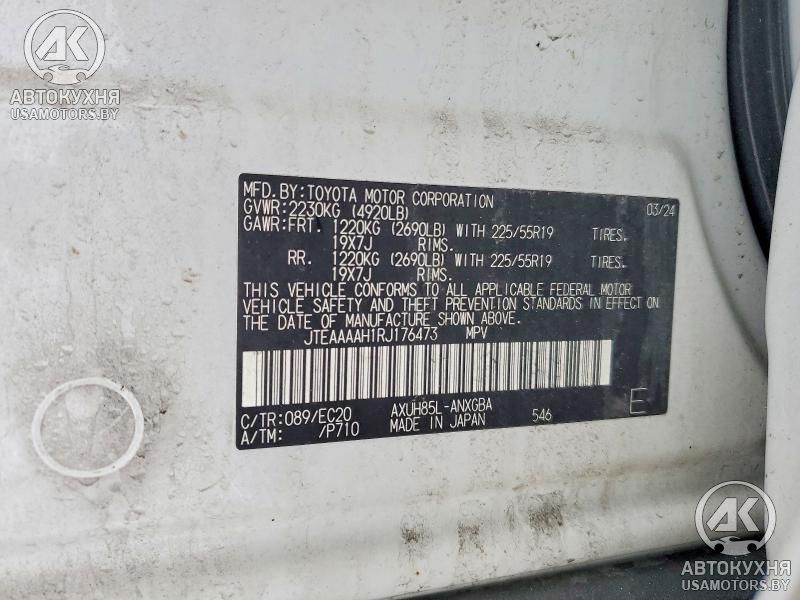 АК
АВТОКУХНЯ
USAMOTORS.BY
MFD. BY: TOYOTA MOTOR CORPORATION 03/24
GVWR: 2230KG (4920LB)
GAWR: FRT. 1220KG (2690LB) WITH 225/55R19 TIRES.
19X7J RIMS.
RR. 1220KG (2690LB) WITH 225/55R19 TIRES.
19X7J RIMS.
THIS VEHICLE CONFORMS TO ALL APPLICABLE FEDERAL MOTOR
VEHICLE SAFETY AND THEFT PREVENTION STANDARDS IN EFFECT ON
THE DATE OF MANUFACTURE SHOWN ABOVE.
JTEAAAAH1RJ176473 MPV
C/TR: 089/EC20 AXUH85L-ANXGBA
A/TM: /P710 MADE IN JAPAN 546 E
АК
АВТОКУХНЯ
USAMOTORS.BY